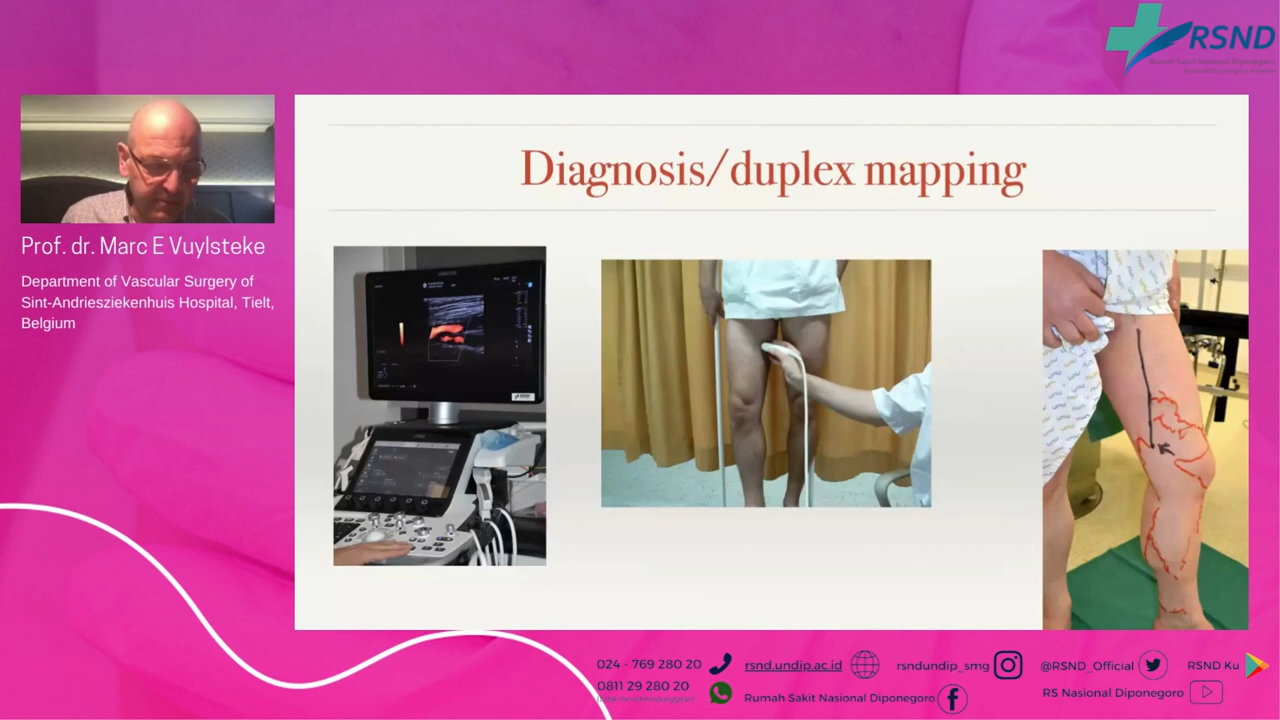 RSND
Rumah Sakit Nasional Diponegoro
Diagnosis/duplex mapping
Prof. dr. Marc E Vuylsteke
Department of Vascular Surgery of
Sint-Andriesziekenhuis Hospital, Tielt,
Belgium
024 - 769 280 20
rsnd.undip.ac.id
rsndundip_smg
@RSND_Official
RSND Ku
0811 29 280 20
Rumah Sakit Nasional Diponegoro
RS Nasional Diponegoro